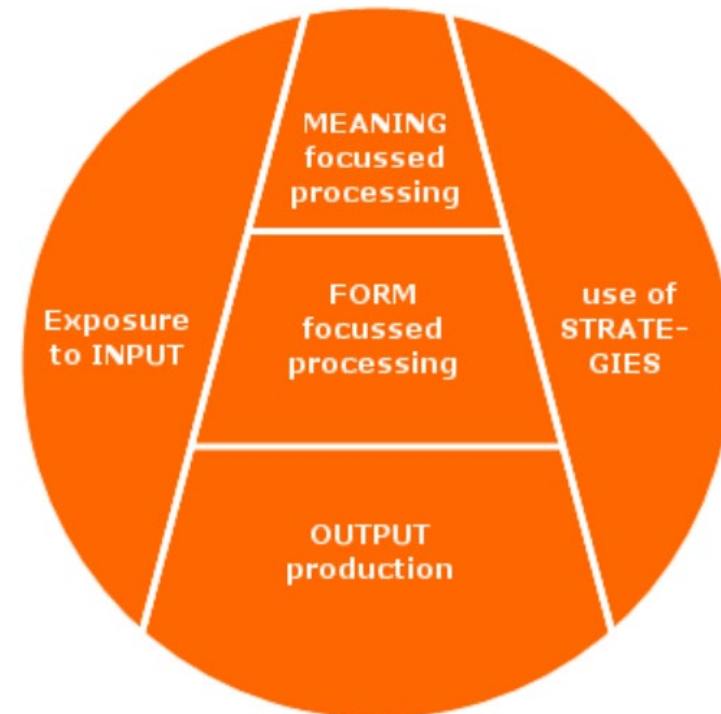 MEANING
focussed
processing
Exposure
to INPUT
FORM
focussed
processing
use of
STRATE-
GIES
OUTPUT
production